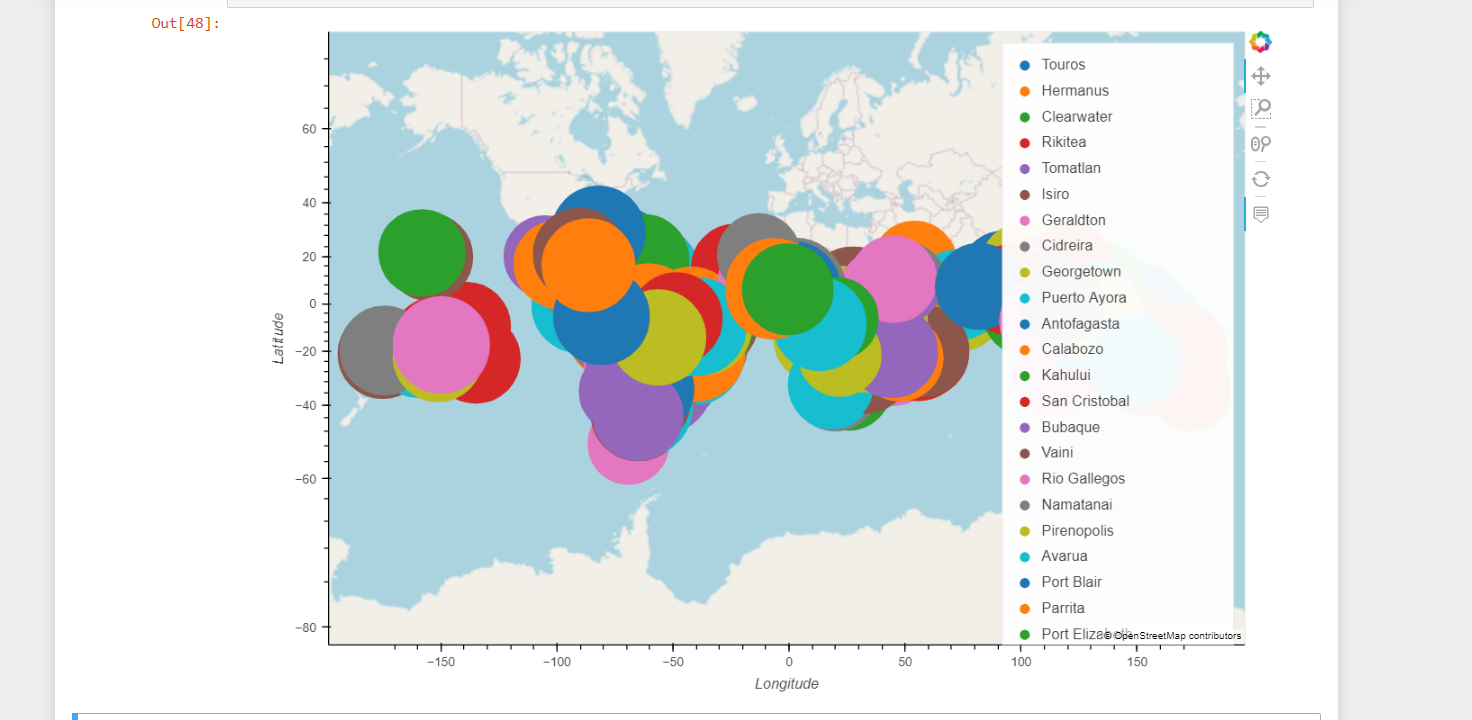 Out[48]:
Touros
Hermanus
Clearwater
Rikitea
Tomatlan
Isiro
Geraldton
Cidreira
Georgetown
Puerto Ayora
Antofagasta
Calabozo
Kahului
San Cristobal
Bubaque
Vaini
Rio Gallegos
Namatanai
Pirenopolis
Avarua
Port Blair
Parrita
Port Elizabeth
© OpenStreetMap contributors
60
40
20
0
−20
−40
−60
−80
Latitude
−150
−100
−50
0
50
100
150
Longitude